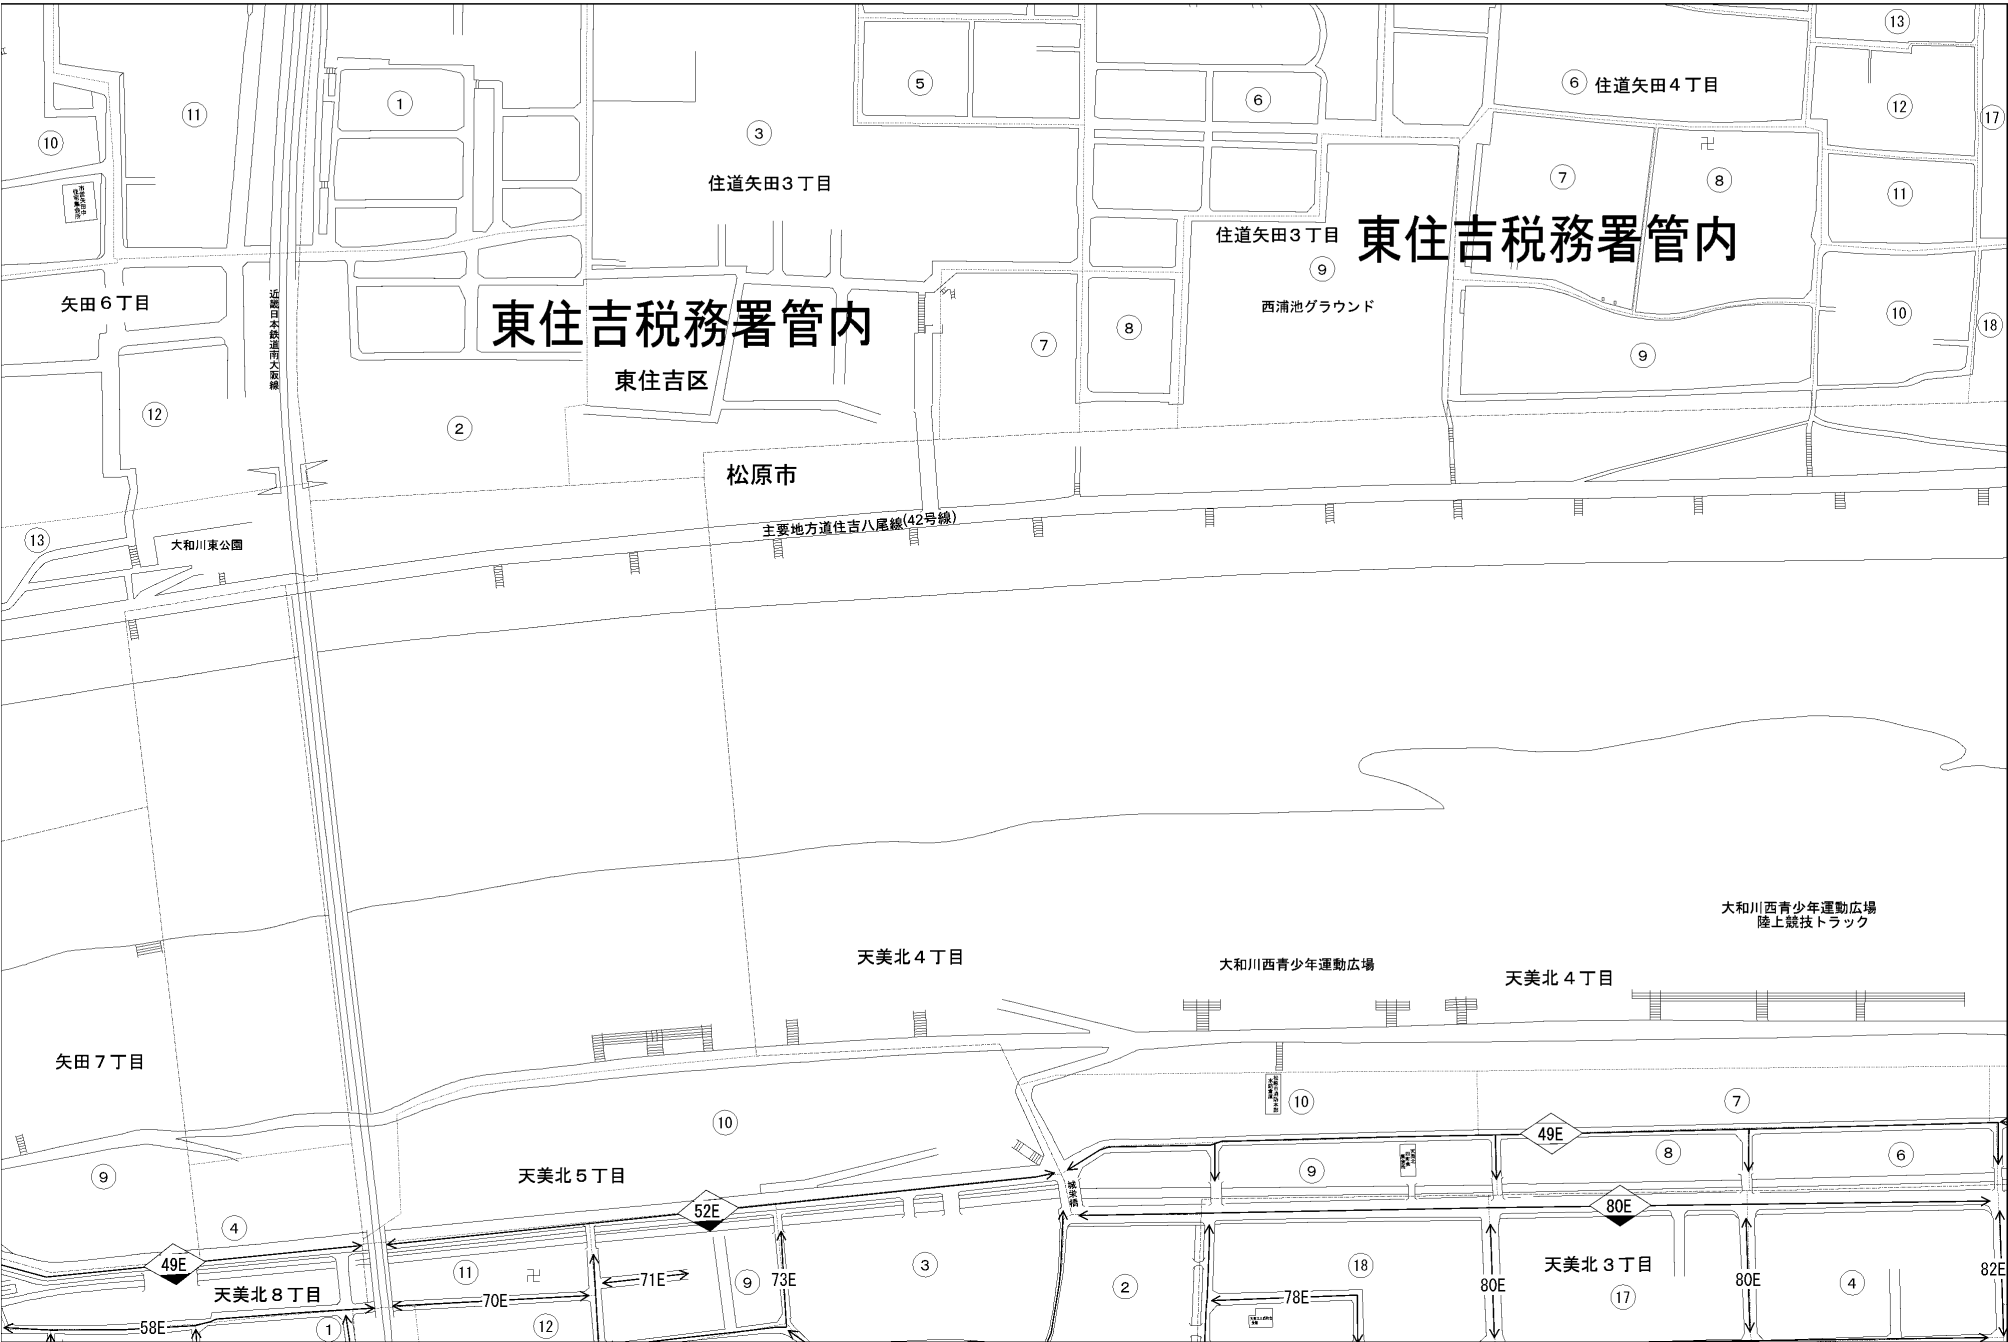 13
5
1
6
6
住道矢田4丁目
11
12
17
3
10
7
8
住道矢田3丁目
11
住道矢田3丁目
東住吉税務署管内
9
矢田6丁目
近畿日本鉄道南大阪線
東住吉税務署管内
西浦池グラウンド
10
18
8
7
9
東住吉区
12
2
松原市
主要地方道住吉八尾線(42号線)
13
大和川東公園
大和川西青少年運動広場
陸上競技トラック
天美北4丁目
大和川西青少年運動広場
天美北4丁目
矢田7丁目
10
10
7
49E
8
6
9
9
天美北5丁目
城栄橋
52E
80E
4
49E
3
18
天美北3丁目
82E
11
71E
9
73E
2
80E
80E
4
天美北8丁目
70E
78E
17
58E
1
12